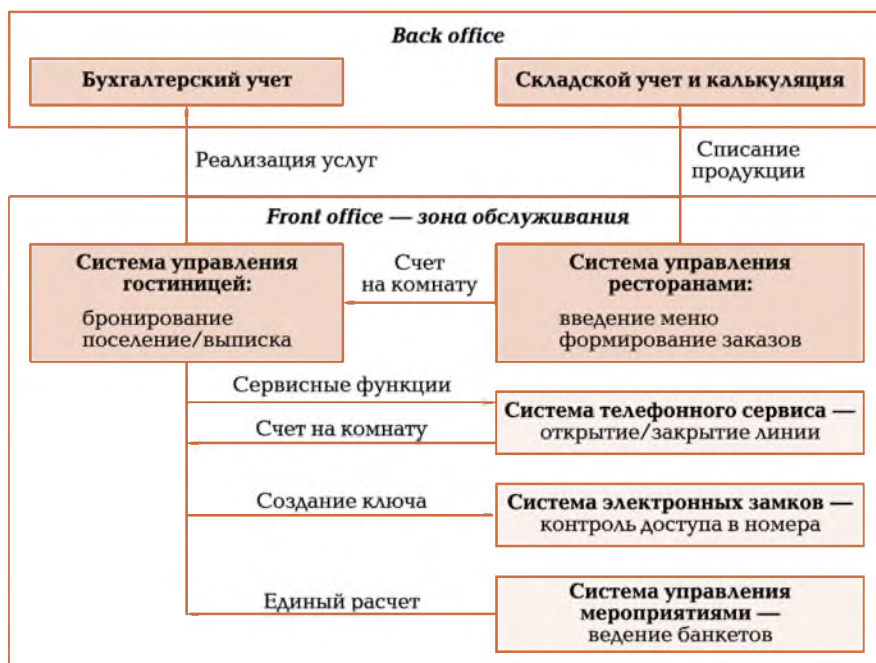 Back office
Бухгалтерский учет
Складской учет и калькуляция
Реализация услуг
Списание
продукции
Front office — зона обслуживания
Система управления
гостиницей:
бронирование
поселение/выписка
Счет
на комнату
Система управления
ресторанами:
введение меню
формирование заказов
Сервисные функции
Счет на комнату
Система телефонного сервиса —
открытие/закрытие линии
Создание ключа
Система электронных замков —
контроль доступа в номера
Единый расчет
Система управления
мероприятиями —
ведение банкетов